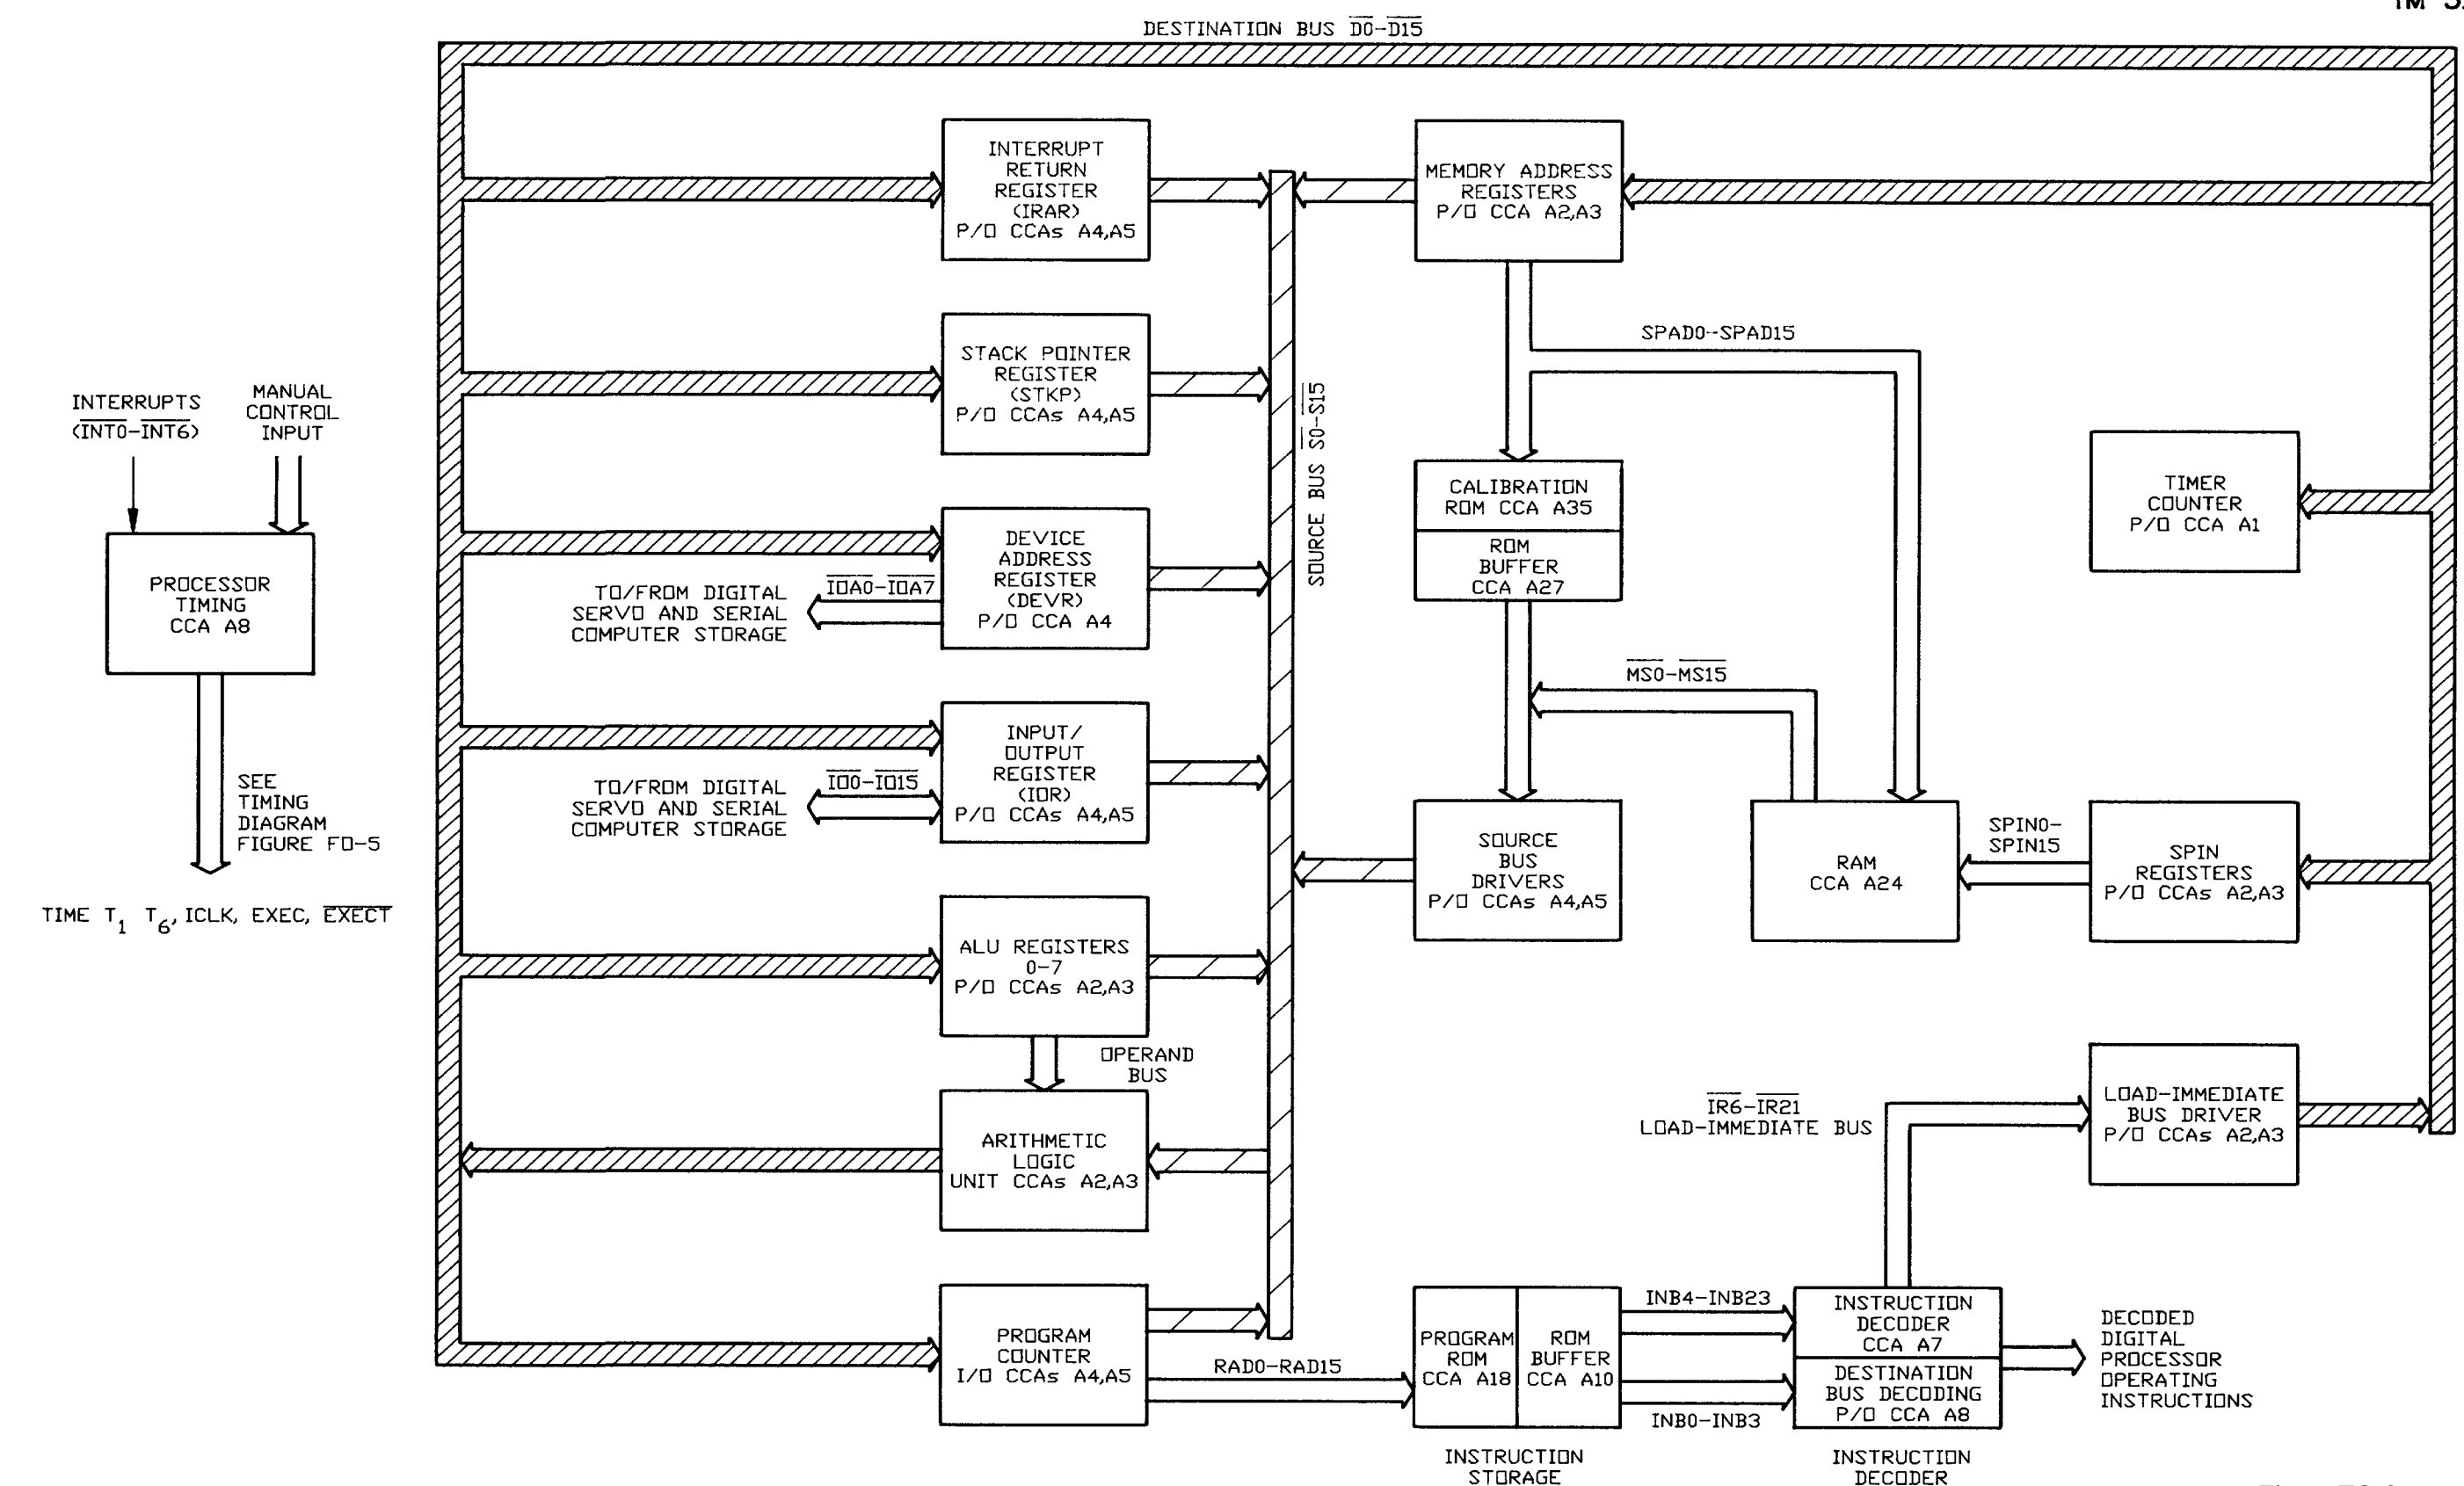 DESTINATION BUS D0-D15
INTERRUPT
RETURN
REGISTER
(IRAR)
P/O CCAs A4,A5
MEMORY ADDRESS
REGISTERS
P/O CCA A2,A3
STACK POINTER
REGISTER
(STKP)
P/O CCAs A4,A5
SPAD0--SPAD15
SOURCE BUS S0-S15
INTERRUPTS
(INT0-INT6)
MANUAL
CONTROL
INPUT
PROCESSOR
TIMING
CCA A8
SEE
TIMING
DIAGRAM
FIGURE FO-5
TIME T1 T6, ICLK, EXEC, EXECT
DEVICE
ADDRESS
REGISTER
(DEVR)
P/O CCA A4
IOA0-IOA7
TO/FROM DIGITAL
SERVO AND SERIAL
COMPUTER STORAGE
CALIBRATION
ROM CCA A35
ROM
BUFFER
CCA A27
TIMER
COUNTER
P/O CCA A1
MS0-MS15
INPUT/
OUTPUT
REGISTER
(IOR)
P/O CCAs A4,A5
IO0-IO15
TO/FROM DIGITAL
SERVO AND SERIAL
COMPUTER STORAGE
SOURCE
BUS
DRIVERS
P/O CCAs A4,A5
RAM
CCA A24
SPIN0-
SPIN15
SPIN
REGISTERS
P/O CCAs A2,A3
ALU REGISTERS
0-7
P/O CCAs A2,A3
OPERAND
BUS
ARITHMETIC
LOGIC
UNIT CCAs A2,A3
IR6-IR21
LOAD-IMMEDIATE BUS
LOAD-IMMEDIATE
BUS DRIVER
P/O CCAs A2,A3
PROGRAM
COUNTER
I/O CCAs A4,A5
RAD0-RAD15
PROGRAM
ROM
CCA A18
ROM
BUFFER
CCA A10
INB4-INB23
INB0-INB3
INSTRUCTION
DECODER
CCA A7
DESTINATION
BUS DECODING
P/O CCA A8
DECODED
DIGITAL
PROCESSOR
OPERATING
INSTRUCTIONS
INSTRUCTION
STORAGE
INSTRUCTION
DECODER